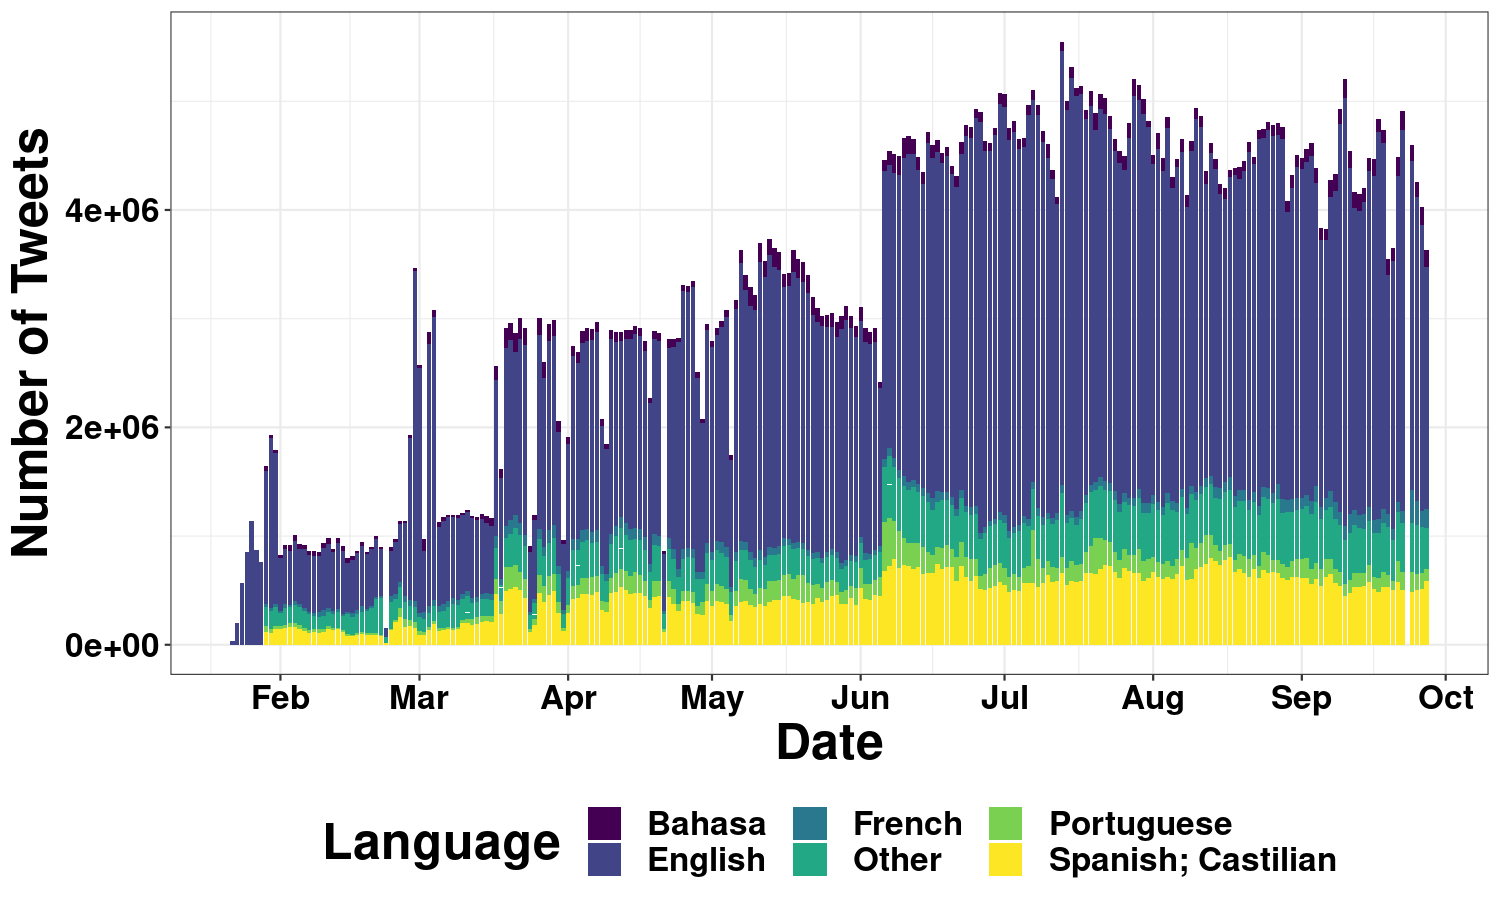 Number of Tweets
4e+06
2e+06
0e+00
Feb Mar Apr May Jun Jul Aug Sep Oct
Date
Language
Bahasa French Portuguese
English Other Spanish; Castilian